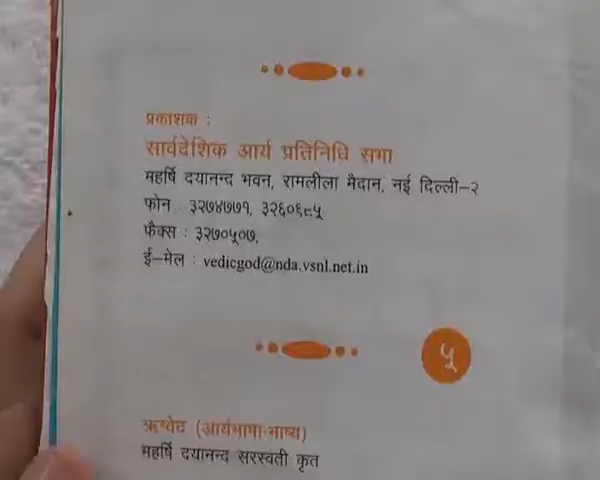 प्रकाशक :
सार्वदेशिक आर्य प्रतिनिधि सभा
महर्षि दयानन्द भवन, रामलीला मैदान, नई दिल्ली-२
फोन : ३२७४७७१, ३२६०६८५
फैक्स : ३२७०५०७,
ई-मेल : vedicgod@nda.vsnl.net.in
५
ऋग्वेद (आर्यभाषा-भाष्य)
महर्षि दयानन्द सरस्वती कृत